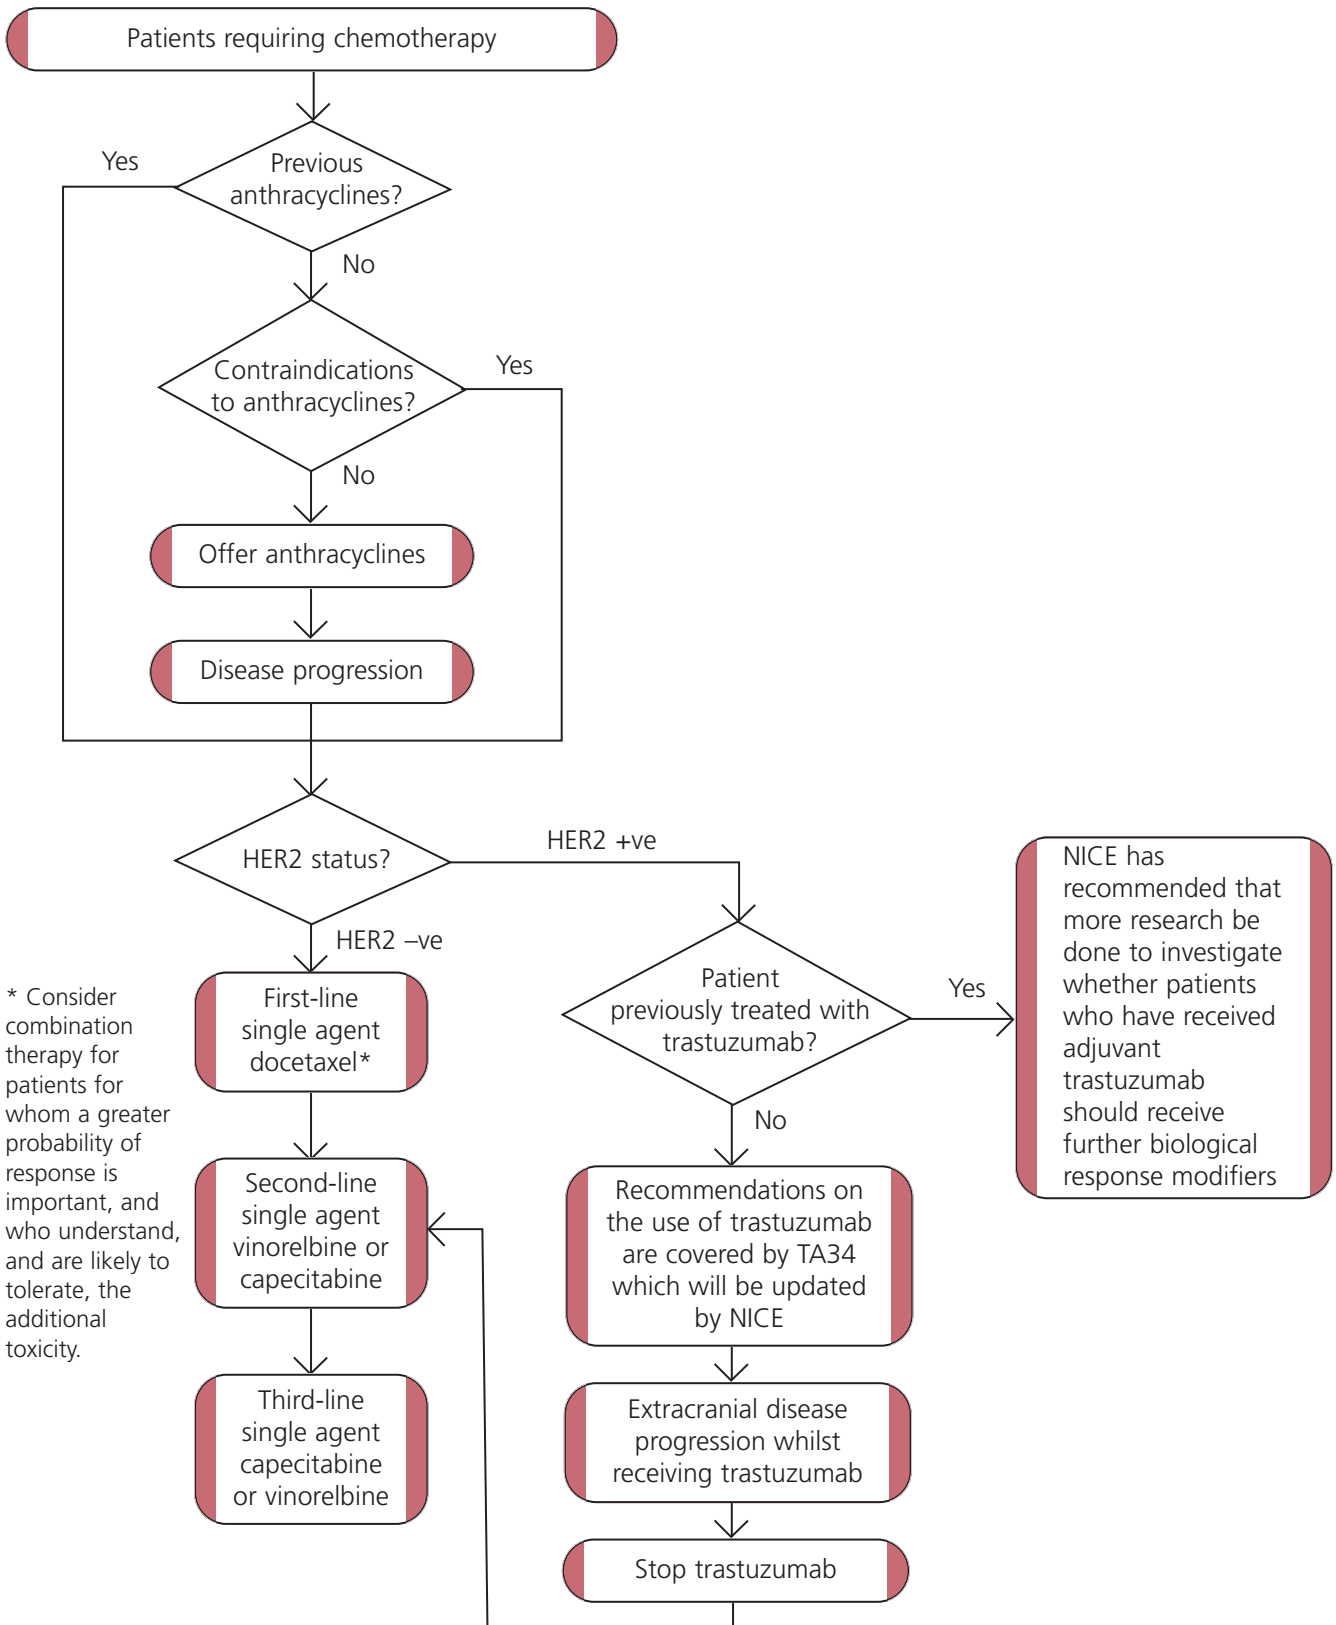 Patients requiring chemotherapy
Yes
Previous
anthracyclines?
No
Contraindications
to anthracyclines?
Yes
No
Offer anthracyclines
Disease progression
HER2 status?
HER2 +ve
HER2 –ve
* Consider
combination
therapy for
patients for
whom a greater
probability of
response is
important, and
who understand,
and are likely to
tolerate, the
additional
toxicity.
First-line
single agent
docetaxel*
Second-line
single agent
vinorelbine or
capecitabine
Third-line
single agent
capecitabine
or vinorelbine
Patient
previously treated with
trastuzumab?
Yes
No
NICE has
recommended that
more research be
done to investigate
whether patients
who have received
adjuvant
trastuzumab
should receive
further biological
response modifiers
Recommendations on
the use of trastuzumab
are covered by TA34
which will be updated
by NICE
Extracranial disease
progression whilst
receiving trastuzumab
Stop trastuzumab